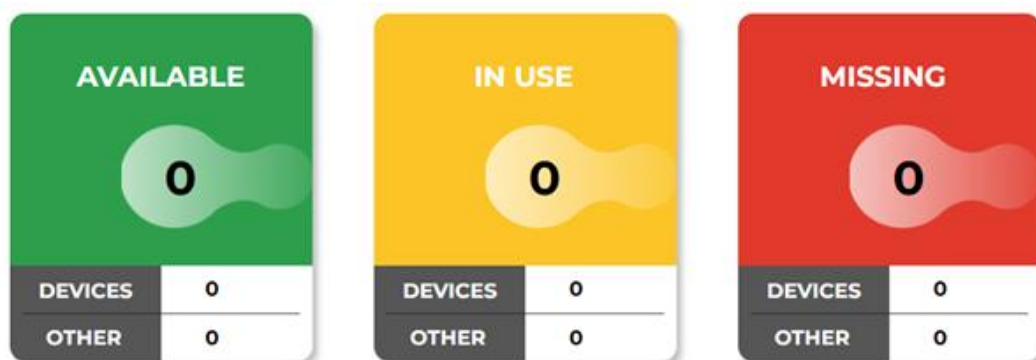 AVAILABLE
0
DEVICES 0
OTHER 0
IN USE
0
DEVICES 0
OTHER 0
MISSING
0
DEVICES 0
OTHER 0